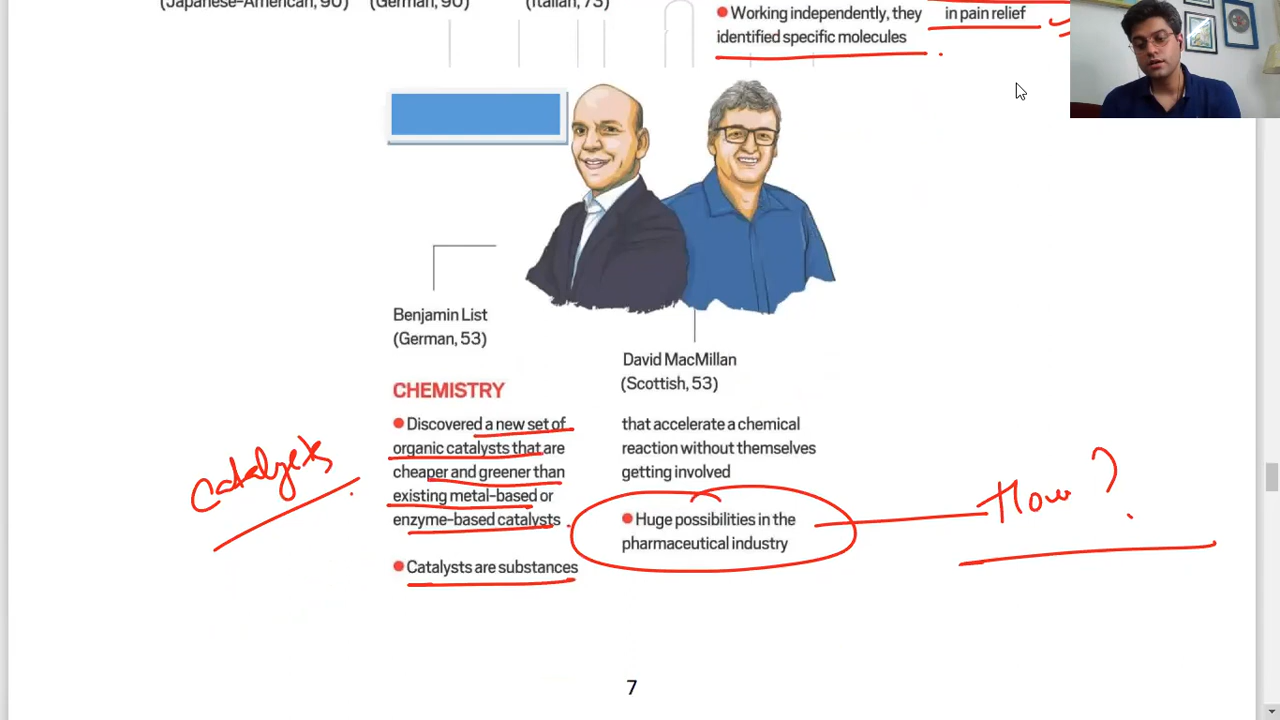 (Japanese-American, 90)
(German, 90)
(Italian, 73)
Working independently, they
identified specific molecules
in pain relief
Benjamin List
(German, 53)
David MacMillan
(Scottish, 53)
CHEMISTRY
Discovered a new set of
organic catalysts that are
cheaper and greener than
existing metal-based or
enzyme-based catalysts
Catalysts are substances
that accelerate a chemical
reaction without themselves
getting involved
Huge possibilities in the
pharmaceutical industry
Catalysts
How?
7